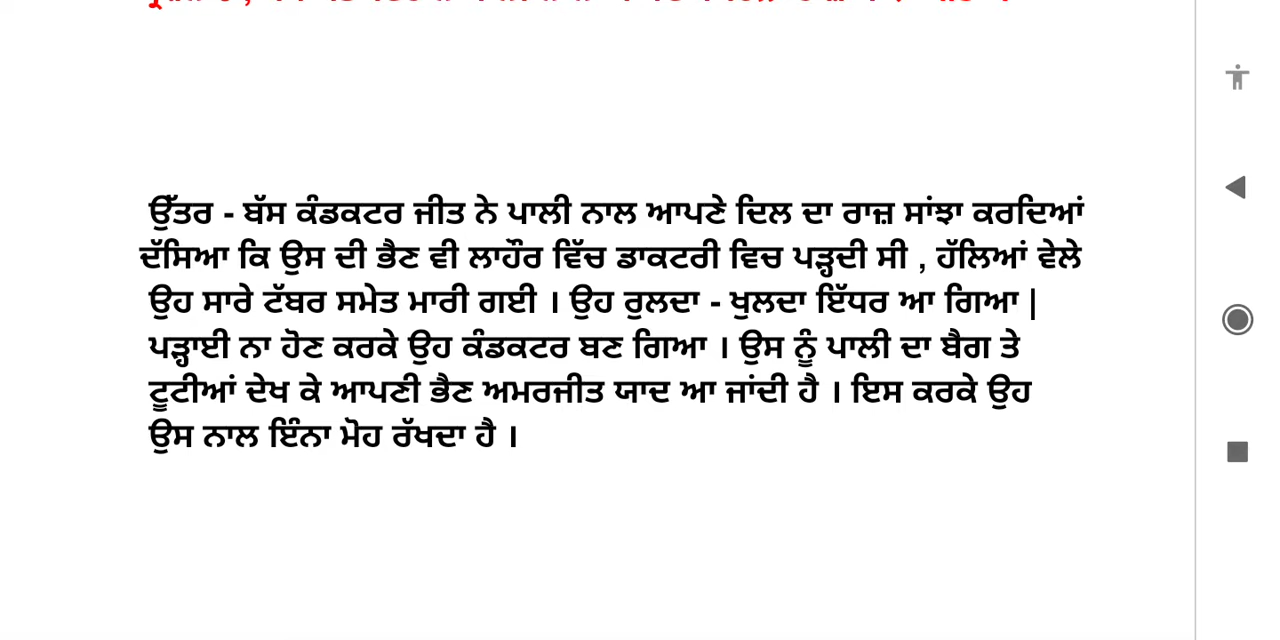 ਉੱਤਰ - ਬੱਸ ਕੰਡਕਟਰ ਜੀਤ ਨੇ ਪਾਲੀ ਨਾਲ ਆਪਣੇ ਦਿਲ ਦਾ ਰਾਜ਼ ਸਾਂਝਾ ਕਰਦਿਆਂ
ਦੱਸਿਆ ਕਿ ਉਸ ਦੀ ਭੈਣ ਵੀ ਲਾਹੌਰ ਵਿੱਚ ਡਾਕਟਰੀ ਵਿਚ ਪੜ੍ਹਦੀ ਸੀ , ਹੱਲਿਆਂ ਵੇਲੇ
ਉਹ ਸਾਰੇ ਟੱਬਰ ਸਮੇਤ ਮਾਰੀ ਗਈ । ਉਹ ਰੁਲਦਾ - ਖੁਲਦਾ ਇੱਧਰ ਆ ਗਿਆ |
ਪੜ੍ਹਾਈ ਨਾ ਹੋਣ ਕਰਕੇ ਉਹ ਕੰਡਕਟਰ ਬਣ ਗਿਆ । ਉਸ ਨੂੰ ਪਾਲੀ ਦਾ ਬੈਗ ਤੇ
ਟੂਟੀਆਂ ਦੇਖ ਕੇ ਆਪਣੀ ਭੈਣ ਅਮਰਜੀਤ ਯਾਦ ਆ ਜਾਂਦੀ ਹੈ । ਇਸ ਕਰਕੇ ਉਹ
ਉਸ ਨਾਲ ਇੰਨਾ ਮੋਹ ਰੱਖਦਾ ਹੈ ।